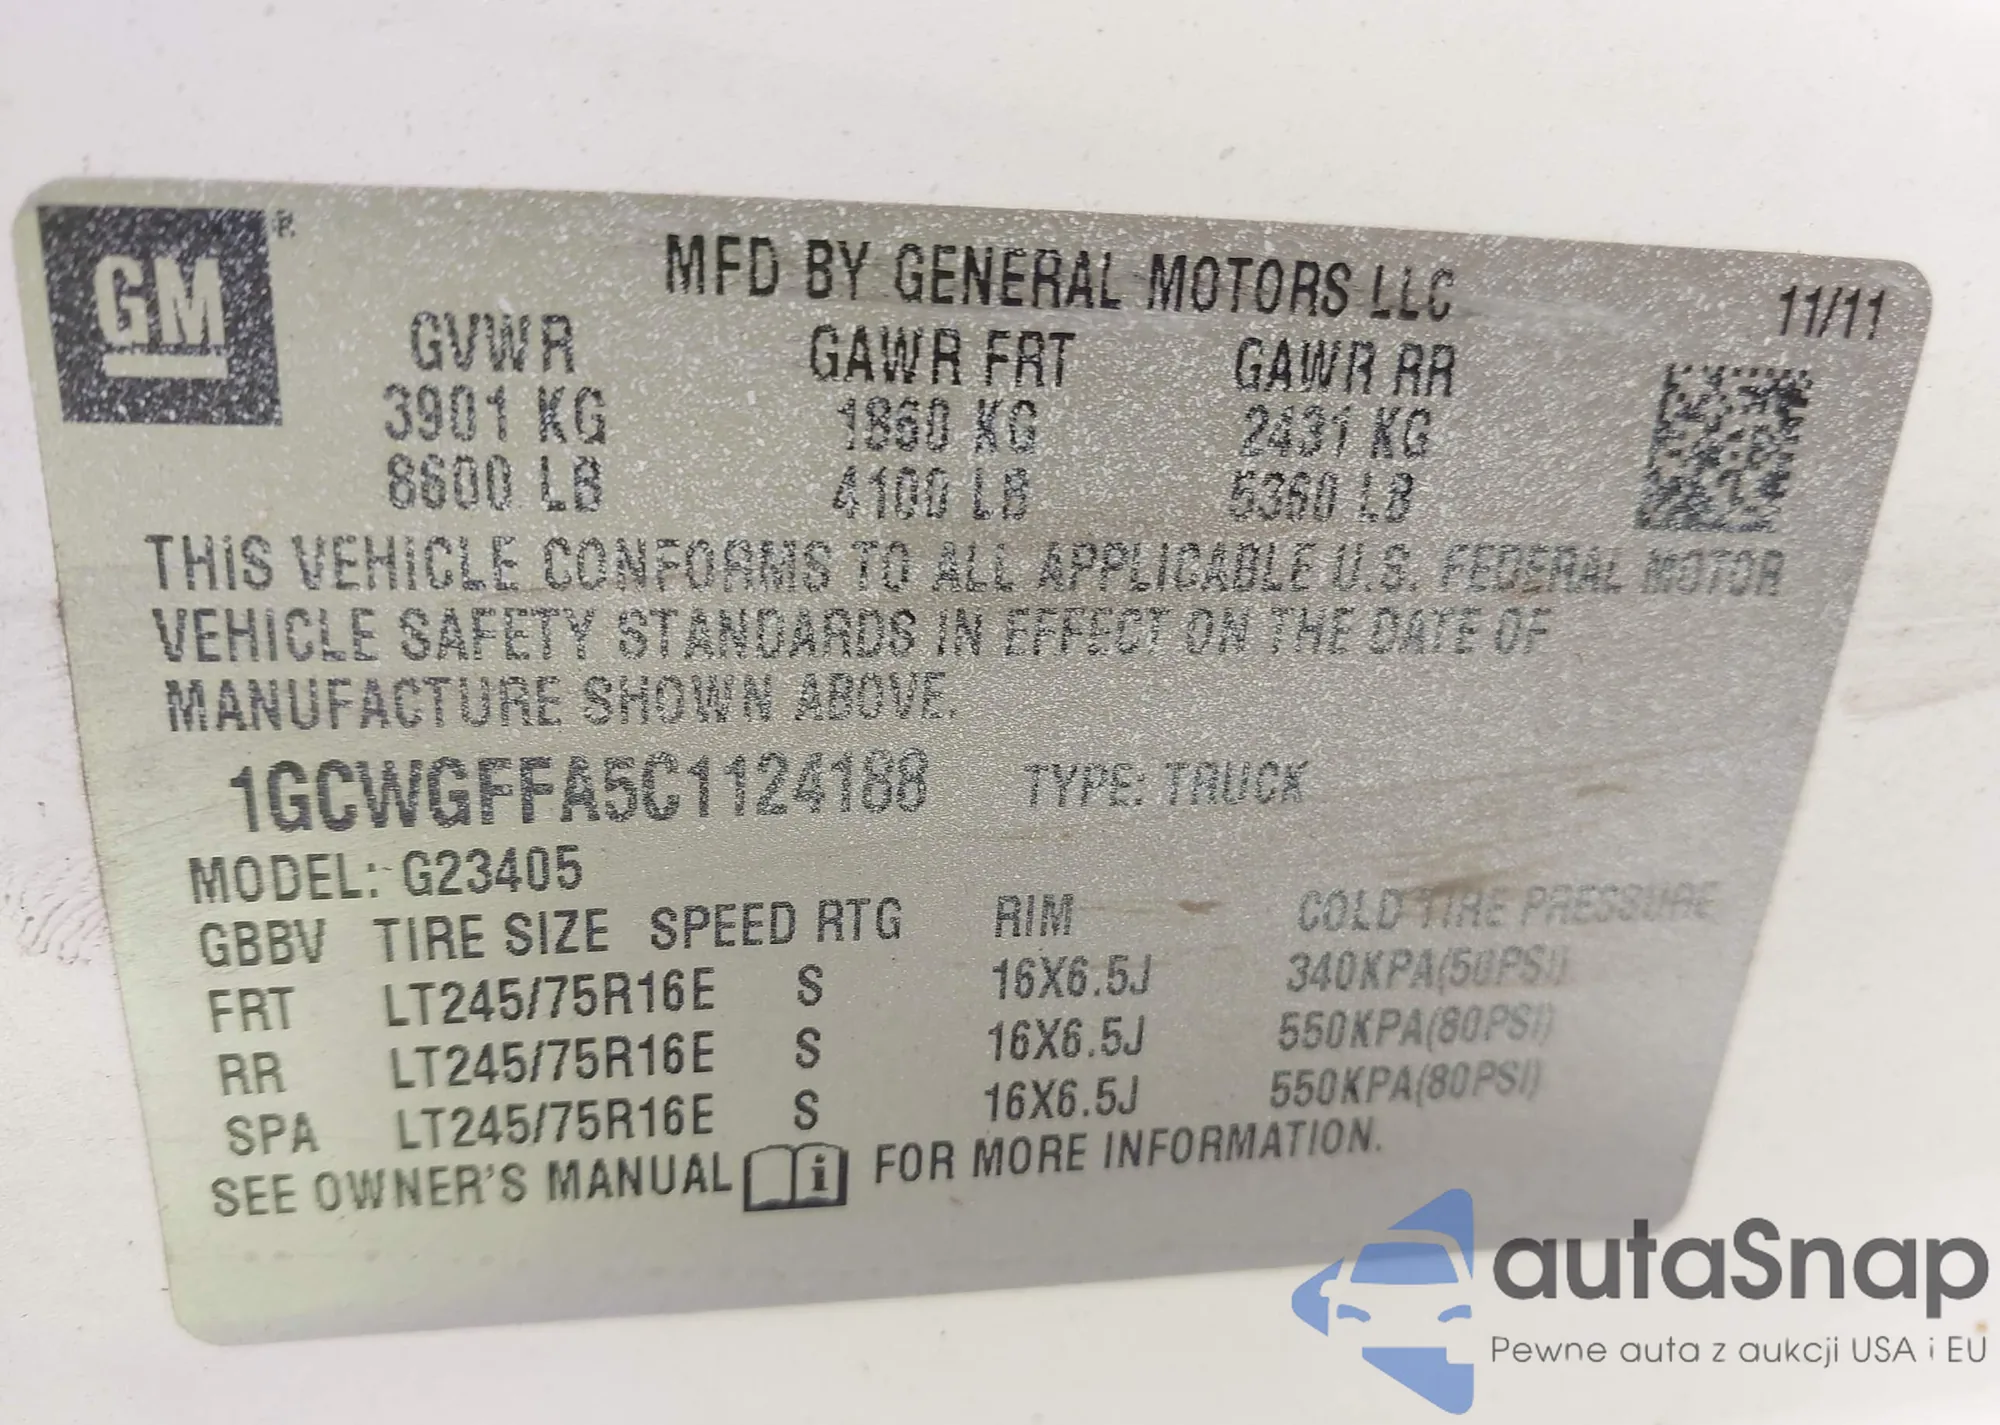 GM
MFD BY GENERAL MOTORS LLC 11/11
GVWR GAWR FRT GAWR RR
3901 KG 1860 KG 2431 KG
8600 LB 4100 LB 5360 LB
THIS VEHICLE CONFORMS TO ALL APPLICABLE U.S. FEDERAL MOTOR
VEHICLE SAFETY STANDARDS IN EFFECT ON THE DATE OF
MANUFACTURE SHOWN ABOVE.
1GCWGFFA5C1124188 TYPE: TRUCK
MODEL: G23405
GBBV TIRE SIZE SPEED RTG RIM COLD TIRE PRESSURE
FRT LT245/75R16E S 16X6.5J 340KPA(50PSI)
RR LT245/75R16E S 16X6.5J 550KPA(80PSI)
SPA LT245/75R16E S 16X6.5J 550KPA(80PSI)
SEE OWNER'S MANUAL i FOR MORE INFORMATION.
autaSnap
Pewne auta z aukcji USA i EU